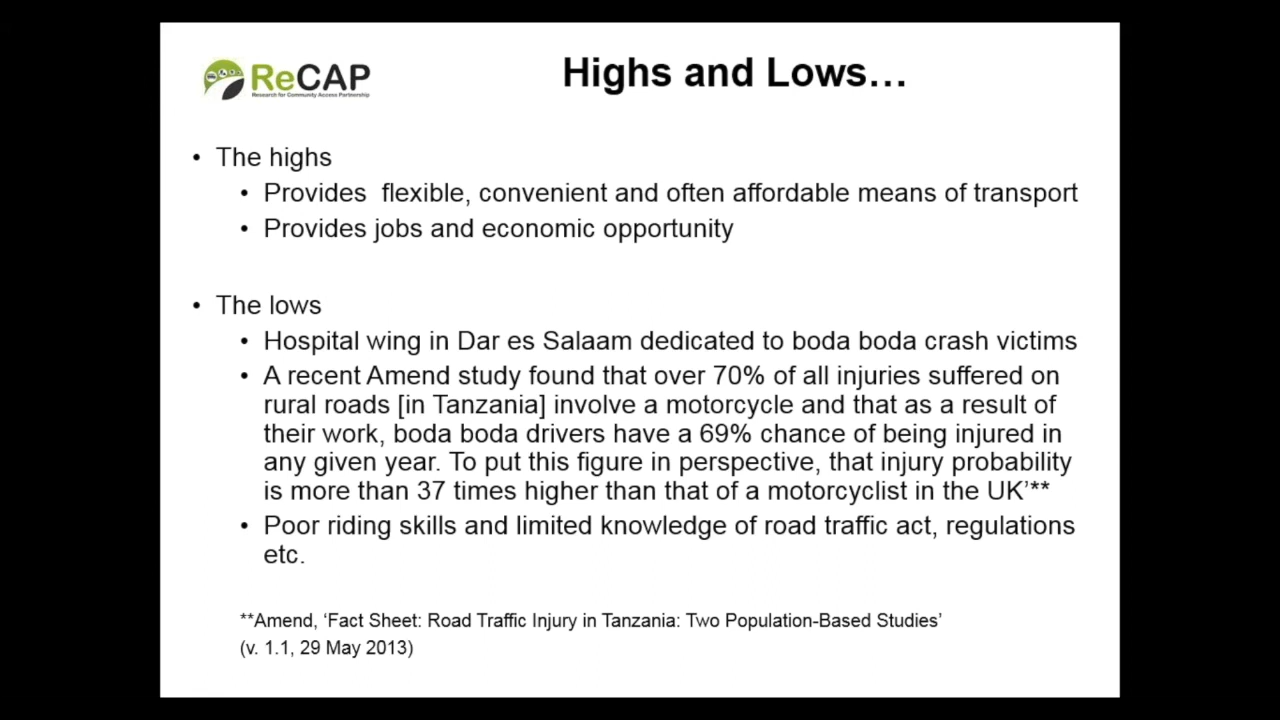 ReCAP
Research for Community Access Partnership
Highs and Lows…
• The highs
• Provides  flexible, convenient and often affordable means of transport
• Provides jobs and economic opportunity
• The lows
• Hospital wing in Dar es Salaam dedicated to boda boda crash victims
• A recent Amend study found that over 70% of all injuries suffered on
rural roads [in Tanzania] involve a motorcycle and that as a result of
their work, boda boda drivers have a 69% chance of being injured in
any given year. To put this figure in perspective, that injury probability
is more than 37 times higher than that of a motorcyclist in the UK’**
• Poor riding skills and limited knowledge of road traffic act, regulations
etc.
**Amend, ‘Fact Sheet: Road Traffic Injury in Tanzania: Two Population-Based Studies’
(v. 1.1, 29 May 2013)